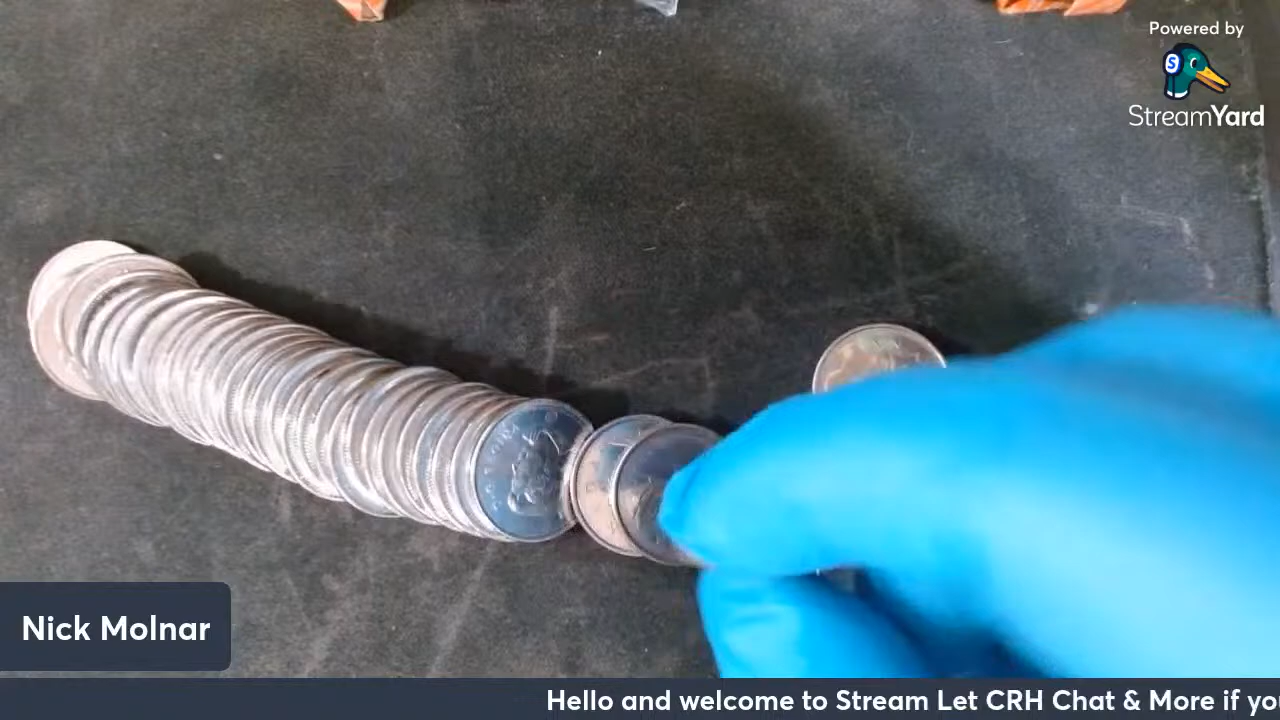 Powered by
StreamYard
Nick Molnar
Hello and welcome to Stream Let CRH Chat & More if yo